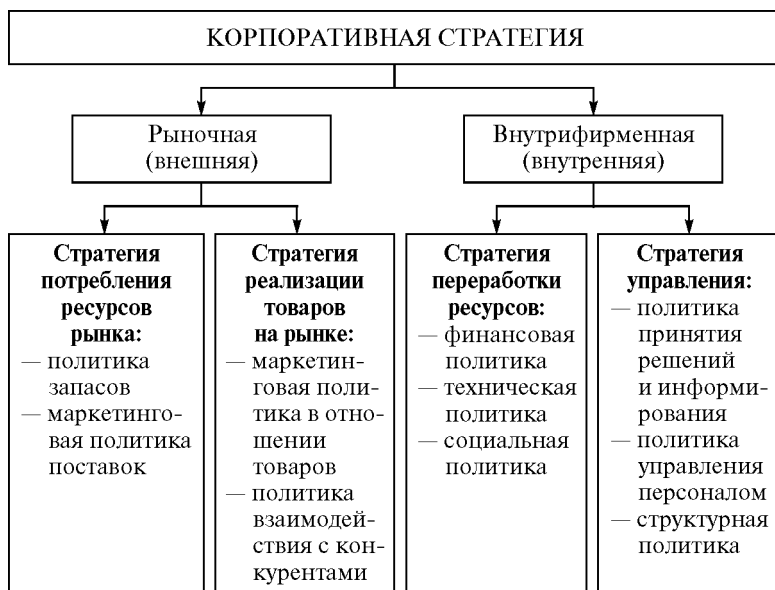 КОРПОРАТИВНАЯ СТРАТЕГИЯ
Рыночная
(внешняя)
Внутрифирменная
(внутренняя)
Стратегия
потребления
ресурсов
рынка:
— политика
запасов
— маркетинго-
вая политика
поставок
Стратегия
реализации
товаров
на рынке:
— маркетин-
говая поли-
тика в отно-
шении
товаров
— политика
взаимодей-
ствия с кон-
курентами
Стратегия
переработки
ресурсов:
— финансовая
политика
— техническая
политика
— социальная
политика
Стратегия
управления:
— политика
принятия
решений
и информи-
рования
— политика
управления
персоналом
— структурная
политика